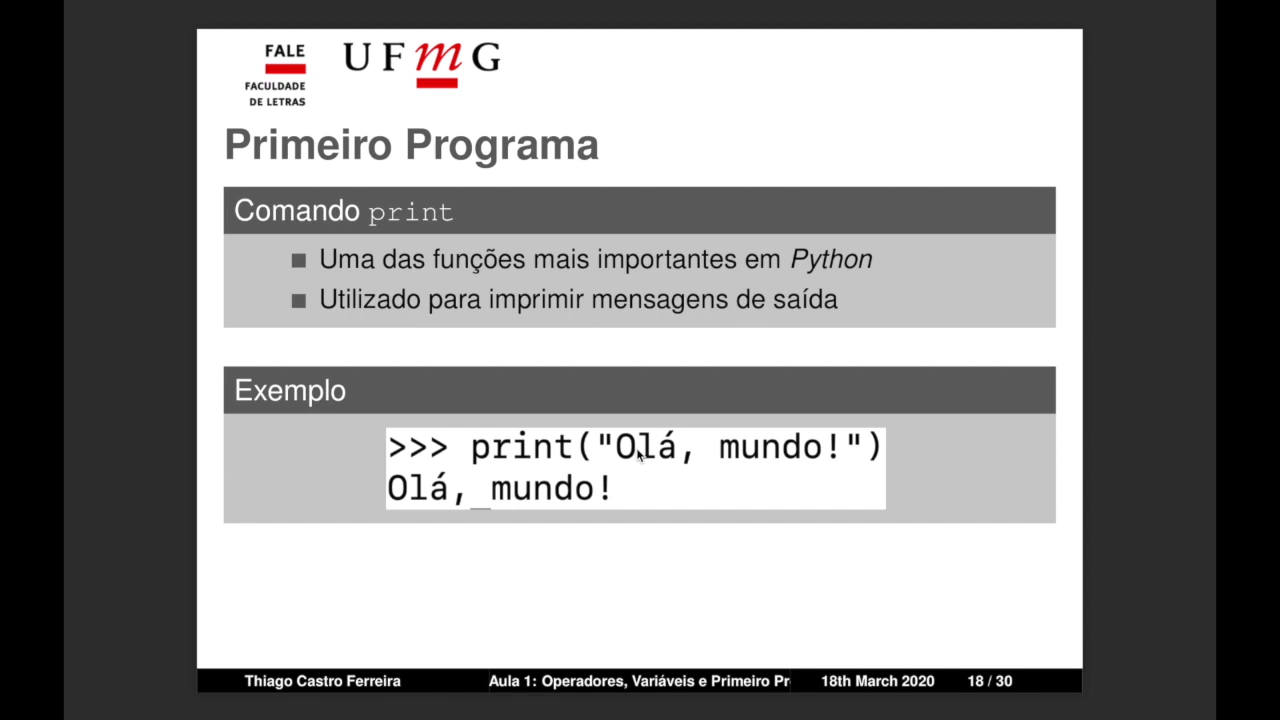 FALE
UFmG
FACULDADE
DE LETRAS
Primeiro Programa
Comando print
Uma das funções mais importantes em Python
Utilizado para imprimir mensagens de saída
Exemplo
>>> print("Olá, mundo!")
Olá, mundo!
Thiago Castro Ferreira
Aula 1: Operadores, Variáveis e Primeiro Pr
18th March 2020
18 / 30